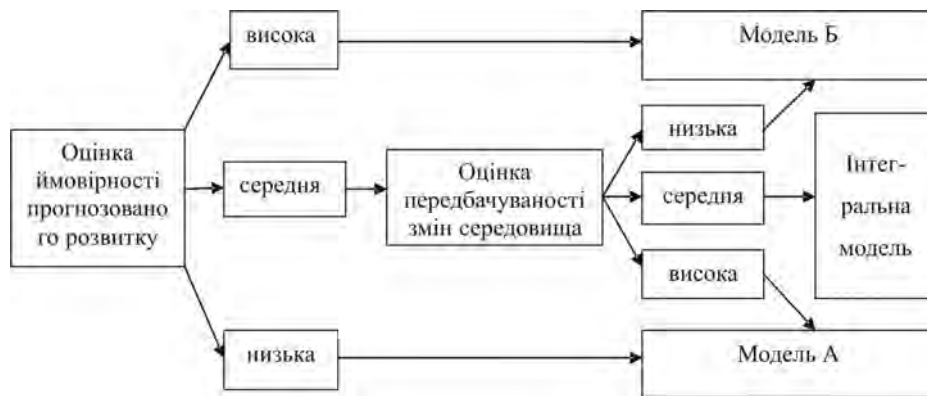 висока
Модель Б
Оцінка
ймовірності
прогнозовано
го розвитку
середня
Оцінка
передбачуваності
змін середовища
низька
середня
висока
Інтег-
ральна
модель
низька
Модель А